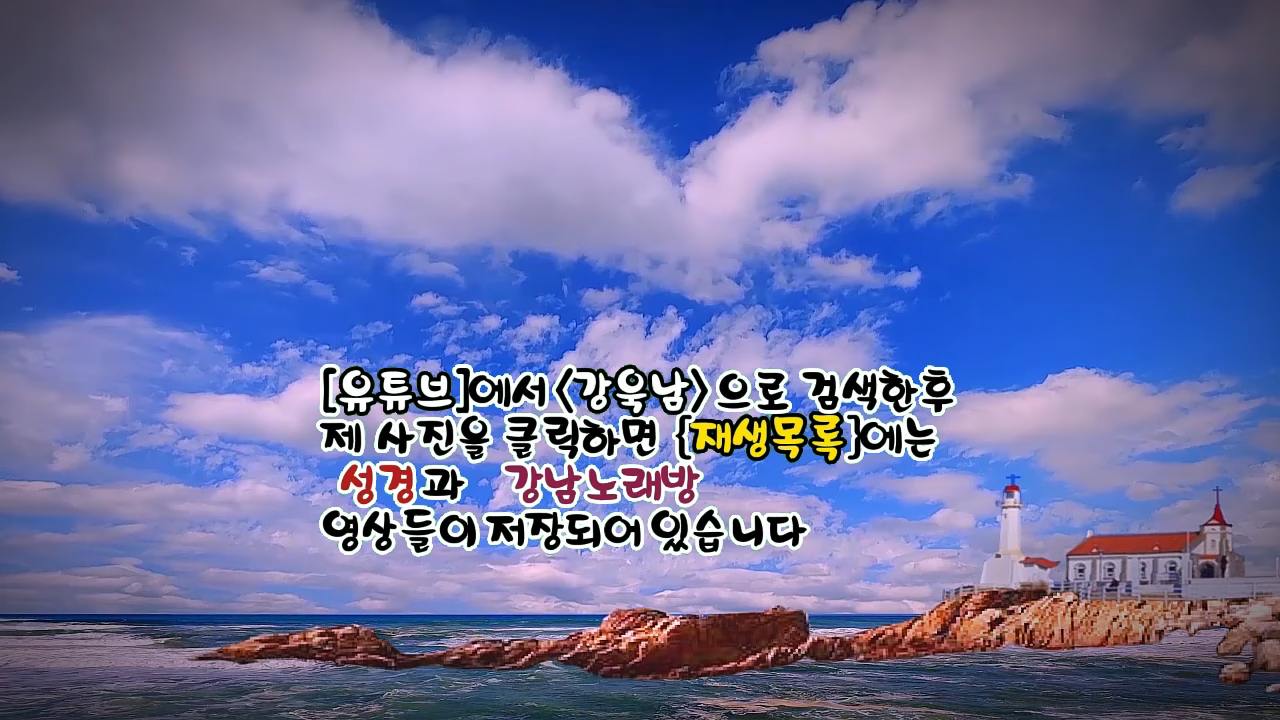 [유튜브]에서 <강욱남> 으로 검색한후
제 사진을 클릭하면 {재생목록}에는
성경과 강남노래방
영상들이 저장되어 있습니다